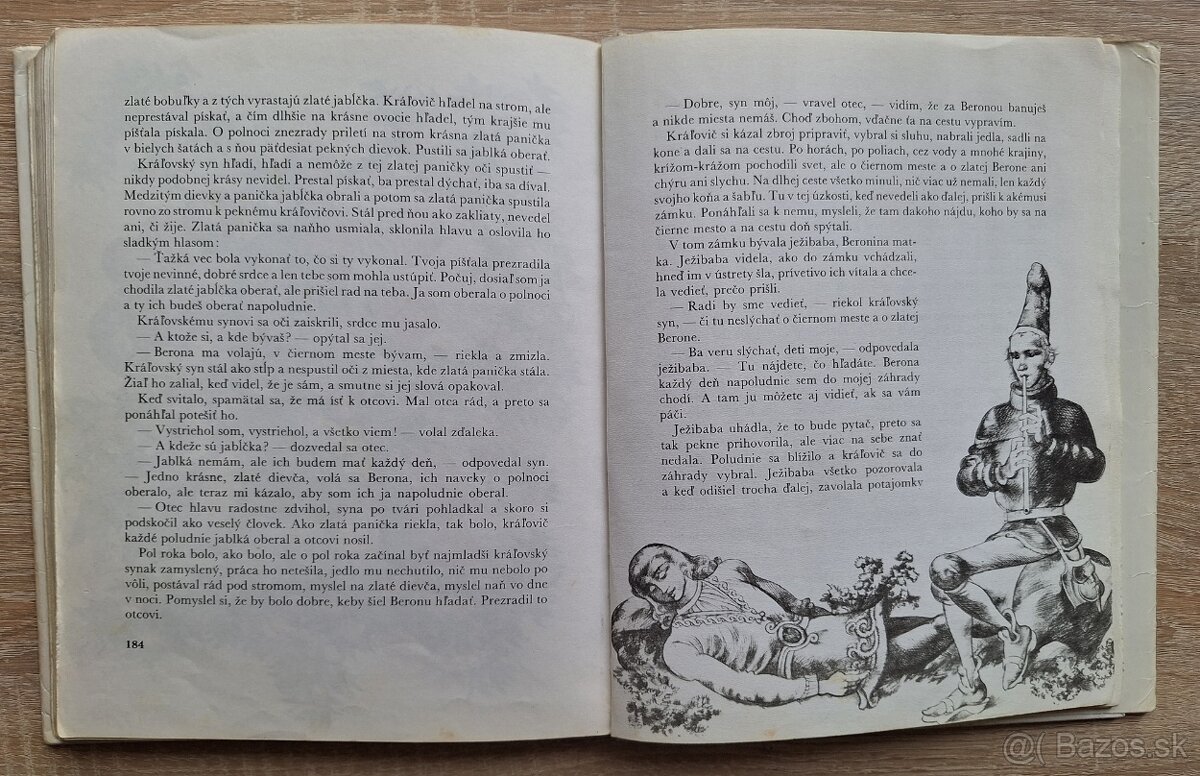 zlaté bobuľky a z tých vyrastajú zlaté jabĺčka. Kráľovič hľadel na strom, ale
neprestával pískať, a čím dlhšie na krásne ovocie hľadel, tým krajšie mu
píšťala pískala. O polnoci znezrady priletí na strom krásna zlatá panička
v bielych šatách a s ňou päťdesiat pekných dievok. Pustili sa jablká oberať.
Kráľovský syn hľadí, hľadí a nemôže z tej zlatej paničky oči spustiť —
nikdy podobnej krásy nevidel. Prestal pískať, ba prestal dýchať, iba sa díval.
Medzitým dievky a panička jabĺčka obrali a potom sa zlatá panička spustila
rovno zo stromu k peknému kráľovičovi. Stál pred ňou ako zakliaty, nevedel
ani, či žije. Zlatá panička sa naňho usmiala, sklonila hlavu a oslovila ho
sladkým hlasom:
— Ťažká vec bola vykonať to, čo si ty vykonal. Tvoja píšťala prezradila
tvoje nevinné, dobré srdce a len tebe som mohla ustúpiť. Počuj, dosiaľ som ja
chodila zlaté jabĺčka oberať, ale prišiel rad na teba. Ja som oberala o polnoci
a ty ich budeš oberať napoludnie.
Kráľovskému synovi sa oči zaiskrili, srdce mu jasalo.
— A ktože si, a kde bývaš? — opýtal sa jej.
— Berona ma volajú, v čiernom meste bývam, — riekla a zmizla.
Kráľovský syn stál ako stĺp a nespustil oči z miesta, kde zlatá panička stála.
Žiaľ ho zalial, keď videl, že je sám, a smutne si jej slová opakoval.
Keď svitalo, spamätal sa, že má ísť k otcovi. Mal otca rád, a preto sa
ponáhľal potešiť ho.
— Vystriehol som, vystriehol, a všetko viem! — volal zďaleka.
— A kdeže sú jabĺčka? — dozvedal sa otec.
— Jablká nemám, ale ich budem mať každý deň, — odpovedal syn.
— Jedno krásne, zlaté dievča, volá sa Berona, ich naveky o polnoci
oberalo, ale teraz mi kázalo, aby som ich ja napoludnie oberal.
— Otec hlavu radostne zdvihol, syna po tvári pohladkal a skoro si
podskočil ako veselý človek. Ako zlatá panička riekla, tak bolo, kráľovič
každé poludnie jablká oberal a otcovi nosil.
Pol roka bolo, ako bolo, ale o pol roka začínal byť najmladší kráľovský
synak zamyslený, práca ho netešila, jedlo mu nechutilo, nič mu nebolo po
vôli, postával rád pod stromom, myslel na zlaté dievča, myslel naň vo dne
v noci. Pomyslel si, že by bolo dobre, keby šiel Beronu hľadať. Prezradil to
otcovi.
184
— Dobre, syn môj, — vravel otec, — vidím, že za Beronou banuješ
a nikde miesta nemáš. Choď zbohom, vďačne ťa na cestu vypravím.
Kráľovič si kázal zbroj pripraviť, vybral si sluhu, nabrali jedla, sadli na
kone a dali sa na cestu. Po horách, po poliach, cez vody a mnohé krajiny,
krížom-krážom pochodili svet, ale o čiernom meste a o zlatej Berone ani
chýru ani slychu. Na dlhej ceste všetko minuli, nič viac už nemali, len každý
svojho koňa a šabľu. Tu v tej úzkosti, keď nevedeli ako ďalej, prišli k akémusi
zámku. Ponáhľali sa k nemu, mysleli, že tam dakoho nájdu, koho by sa na
čierne mesto a na cestu doň spýtali.
V tom zámku bývala ježibaba, Beronina mat-
ka. Ježibaba videla, ako do zámku vchádzali,
hneď im v ústrety šla, prívetivo ich vítala a chce-
la vedieť, prečo prišli.
— Radi by sme vedieť, — riekol kráľovský
syn, — či tu neslýchať o čiernom meste a o zlatej
Berone.
— Ba veru slýchať, deti moje, — odpovedala
ježibaba. — Tu nájdete, čo hľadáte. Berona
každý deň napoludnie sem do mojej záhrady
chodí. A tam ju môžete aj vidieť, ak sa vám
páči.
Ježibaba uhádla, že to bude pytač, preto sa
tak pekne prihovorila, ale viac na sebe znať
nedala. Poludnie sa blížilo a kráľovič sa do
záhrady vybral. Ježibaba všetko pozorovala
a keď odišiel trocha ďalej, zavolala potajomky
@( Bazos.sk